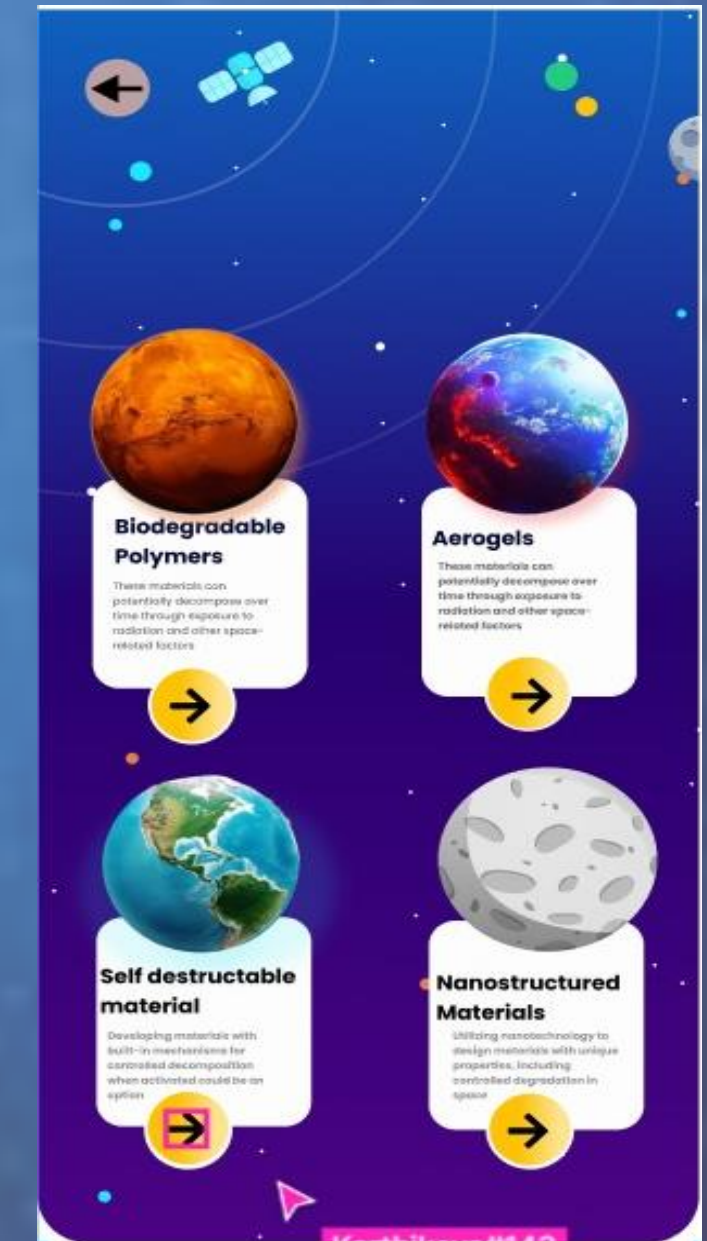 Biodegradable
Polymers
These materials can
potentially decompose over
time through exposure to
radiation and other space-
related factors
Aerogels
These materials can
potentially decompose over
time through exposure to
radiation and other space-
related factors
Self destructable
material
Developing materials with
built-in mechanisms for
controlled decomposition
when activated could be an
option
Nanostructured
Materials
Utilizing nanotechnology to
design materials with unique
properties, including
controlled degradation in
space